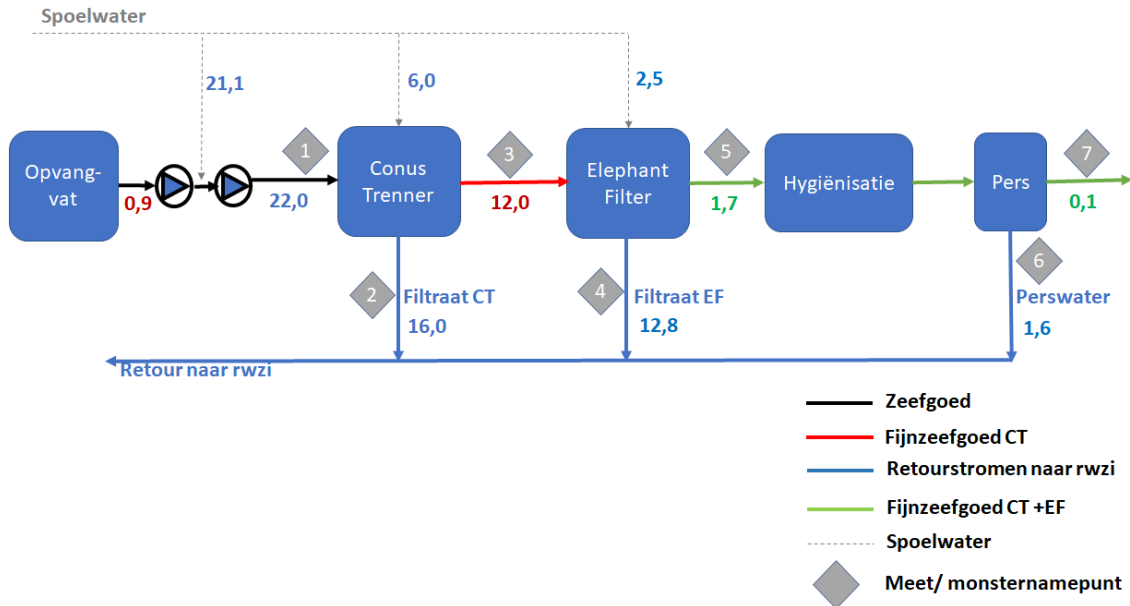 Spoelwater
21,1
6,0
2,5
Opvang-
vat
0,9
22,0
1
Conus
Trenner
3
12,0
Elephant
Filter
5
1,7
Hygiënisatie
Pers
7
0,1
2
Filtraat CT
16,0
4
Filtraat EF
12,8
6
Perswater
1,6
Retour naar rwzi
Zeefgoed
Fijnzeefgoed CT
Retourstromen naar rwzi
Fijnzeefgoed CT +EF
Spoelwater
Meet/ monsternamepunt